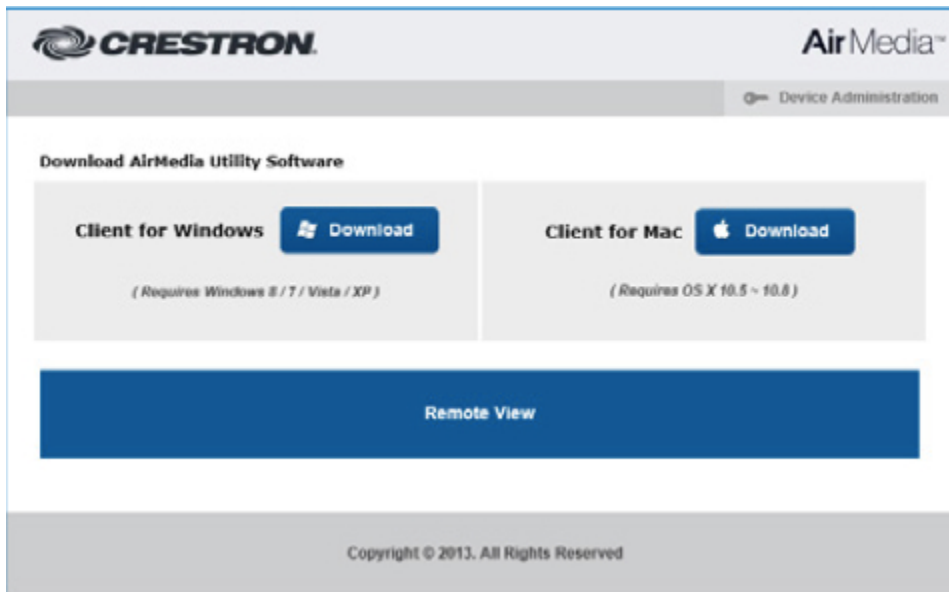 CRESTRON
AirMedia™
Device Administration
Download AirMedia Utility Software
Client for Windows Download
( Requires Windows 8 / 7 / Vista / XP )
Client for Mac Download
( Requires OS X 10.5 ~ 10.8 )
Remote View
Copyright © 2013. All Rights Reserved